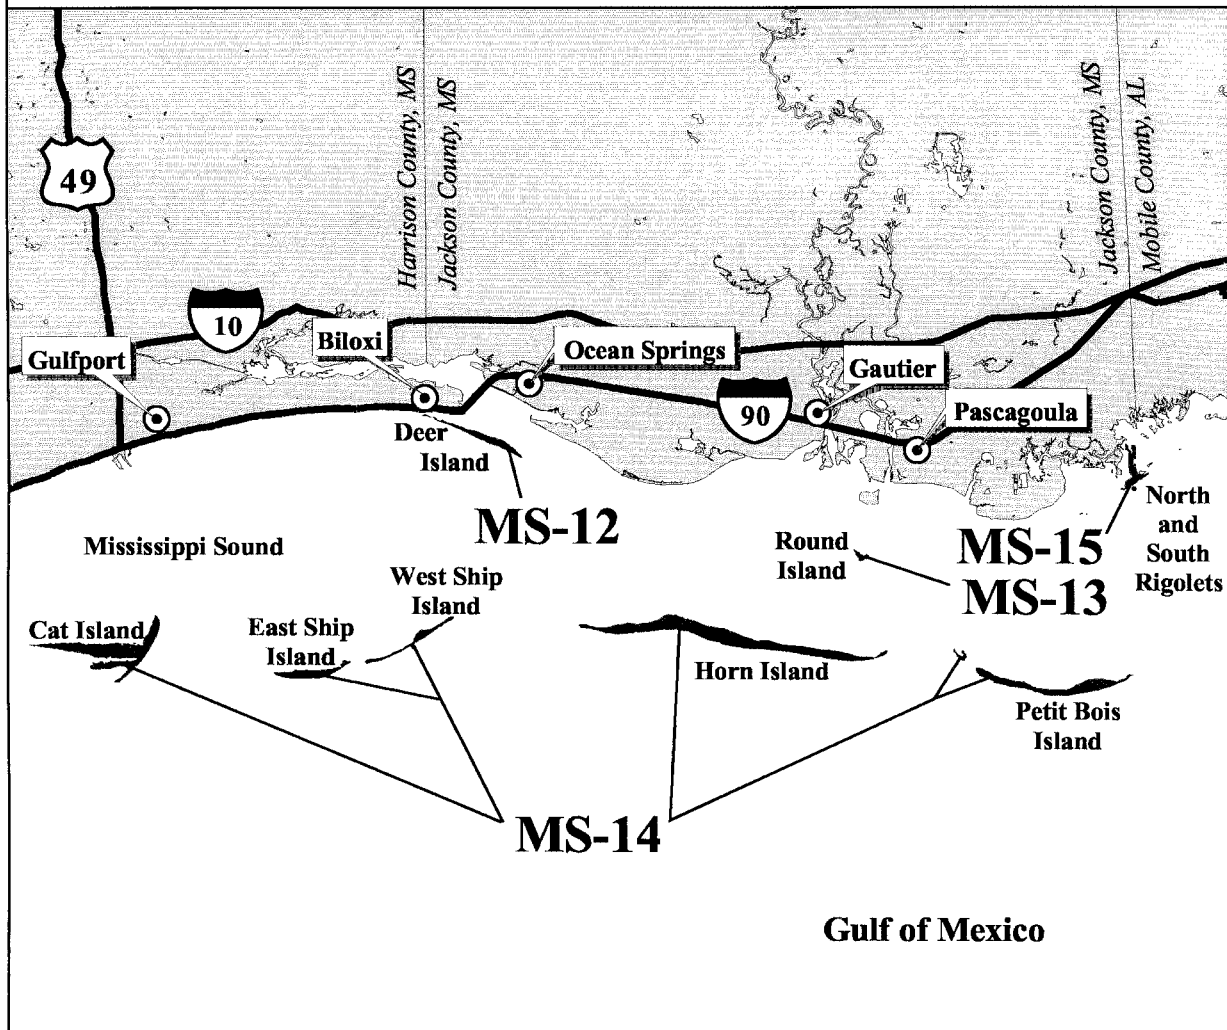 Harrison County, MS
Jackson County, MS
Jackson County, MS
Mobile County, AL
49
10
Biloxi
Gulfport
Ocean Springs
Gautier
90
Pascagoula
Deer
Island
MS-12
North
and
South
Rigolets
MS-15
Mississippi Sound
Round
Island
MS-13
West Ship
Island
Cat Island
East Ship
Island
Horn Island
Petit Bois
Island
MS-14
Gulf of Mexico